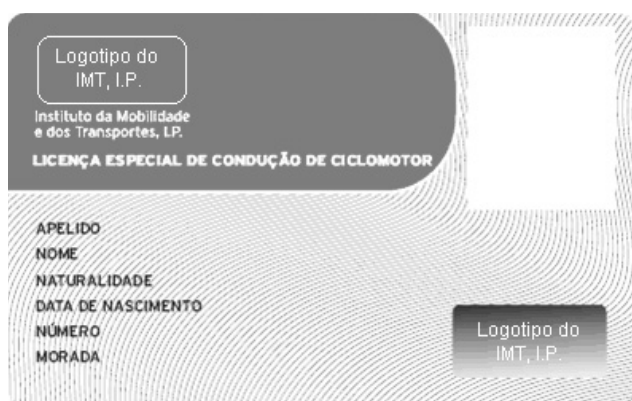 Logotipo do
IMT, I.P.
Instituto da Mobilidade
e dos Transportes, I.P.
LICENÇA ESPECIAL DE CONDUÇÃO DE CICLOMOTOR
APELIDO
NOME
NATURALIDADE
DATA DE NASCIMENTO
NÚMERO
MORADA
Logotipo do
IMT, I.P.